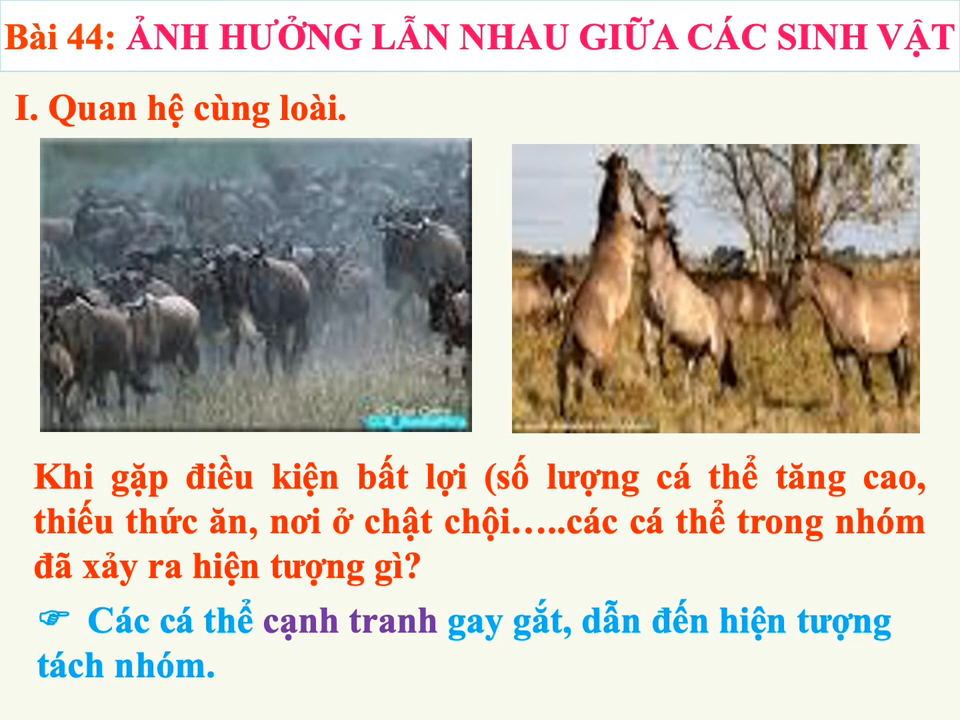 Bài 44: ẢNH HƯỞNG LẪN NHAU GIỮA CÁC SINH VẬT
I. Quan hệ cùng loài.
Khi gặp điều kiện bất lợi (số lượng cá thể tăng cao,
thiếu thức ăn, nơi ở chật chội…..các cá thể trong nhóm
đã xảy ra hiện tượng gì?
☞ Các cá thể cạnh tranh gay gắt, dẫn đến hiện tượng
tách nhóm.